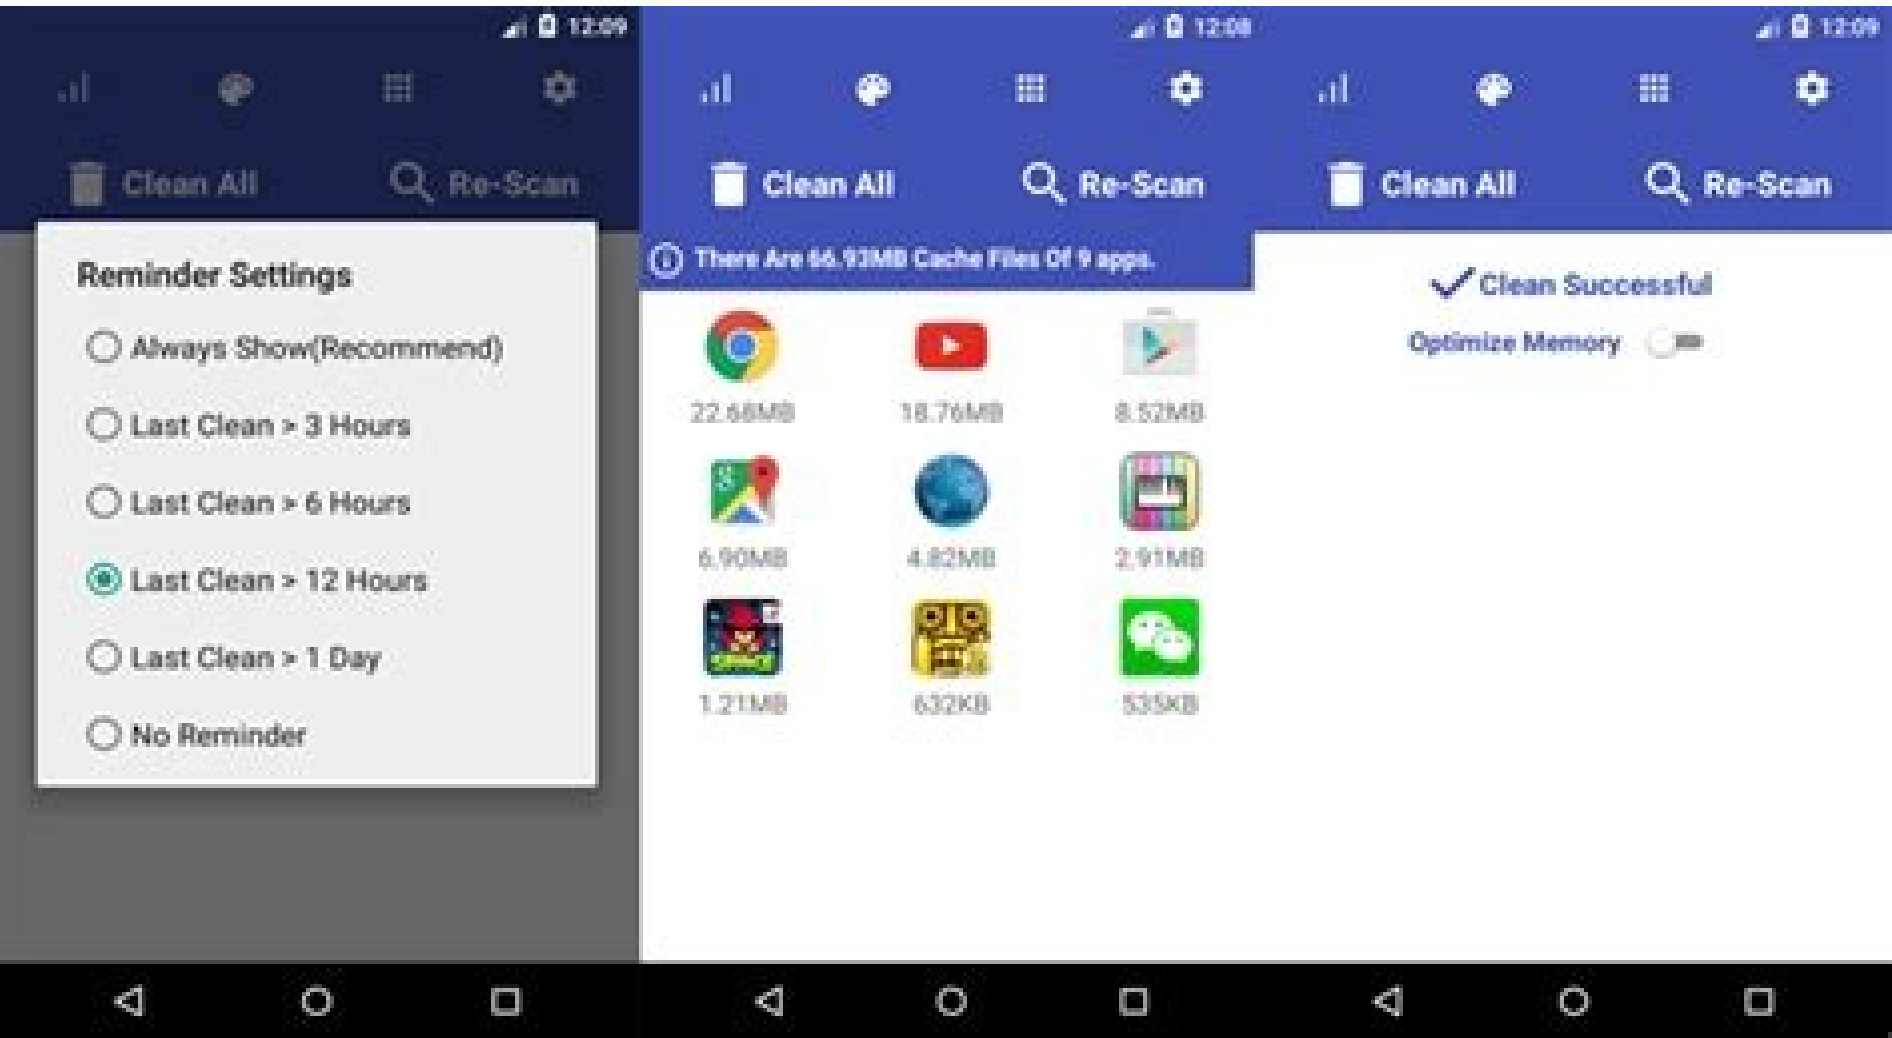 12:09
Clean All
Re-Scan
Reminder Settings
Always Show(Recommend)
Last Clean > 3 Hours
Last Clean > 6 Hours
Last Clean > 12 Hours
Last Clean > 1 Day
No Reminder
12:08
Clean All
Re-Scan
There Are 66.93MB Cache Files Of 9 apps.
22.68MB
18.76MB
8.52MB
6.90MB
4.82MB
2.91MB
SPACE
1.21MB
632KB
535KB
12:09
Clean All
Re-Scan
Clean Successful
Optimize Memory